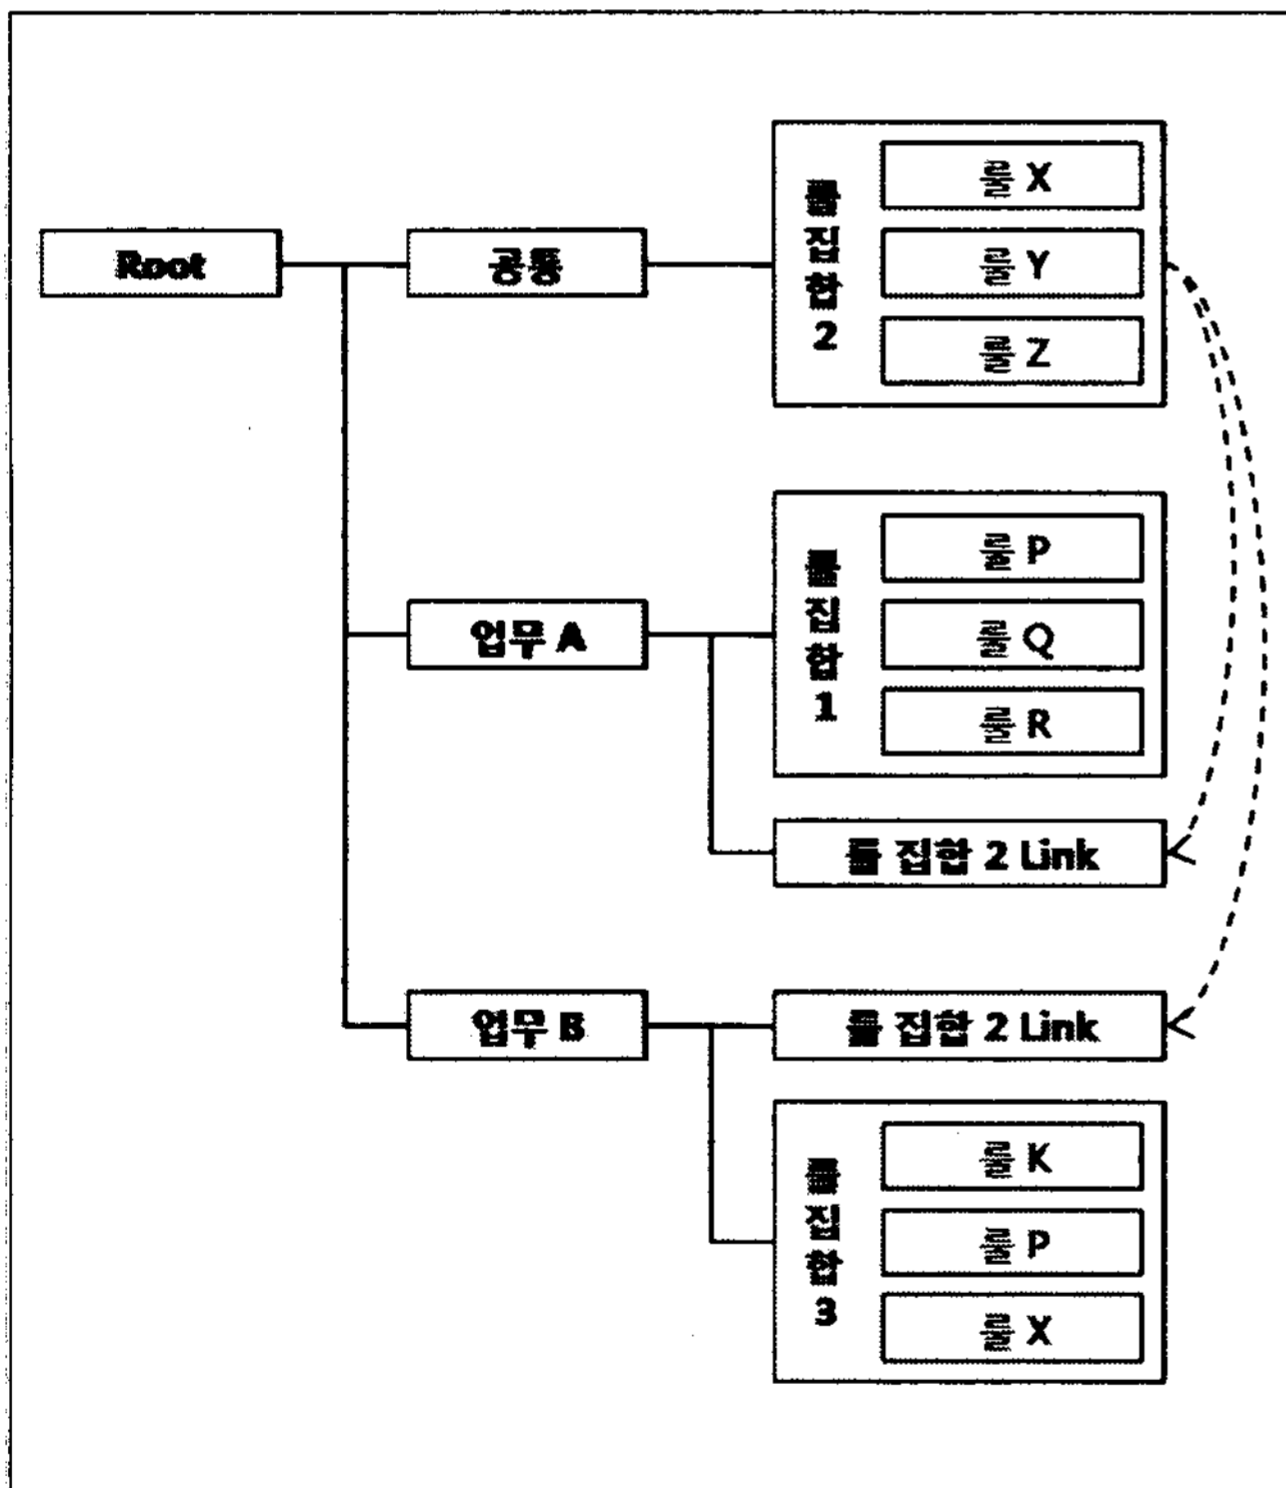 Root
공통
룰 집합 2
룰 X
룰 Y
룰 Z
업무 A
룰 집합 1
룰 P
룰 Q
룰 R
룰 집합 2 Link
업무 B
룰 집합 2 Link
룰 집합 3
룰 K
룰 P
룰 X